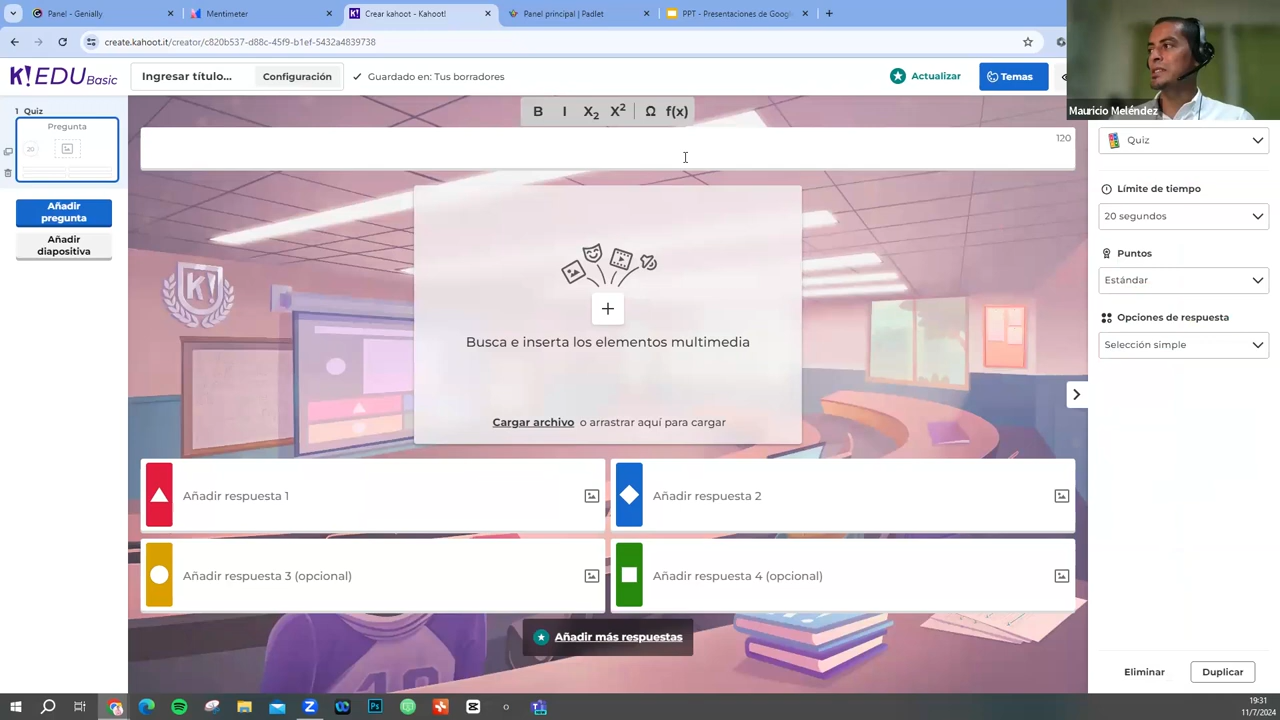 Panel - Genially
Mentimeter
Crear kahoot - Kahoot!
Panel principal | Padlet
PPT - Presentaciones de Google
create.kahoot.it/creator/c820b537-d88c-45f9-b1ef-5432a4839738
K!EDU Basic
Ingresar título...
Configuración
Guardado en: Tus borradores
Actualizar
Temas
Mauricio Meléndez
1 Quiz
Pregunta
20
Añadir
pregunta
Añadir
diapositiva
B I X2 X2 Ω f(x)
120
K!
Busca e inserta los elementos multimedia
Cargar archivo o arrastrar aquí para cargar
Añadir respuesta 1
Añadir respuesta 2
Añadir respuesta 3 (opcional)
Añadir respuesta 4 (opcional)
Añadir más respuestas
Quiz
Límite de tiempo
20 segundos
Puntos
Estándar
Opciones de respuesta
Selección simple
Eliminar
Duplicar
19:31
11/7/2024